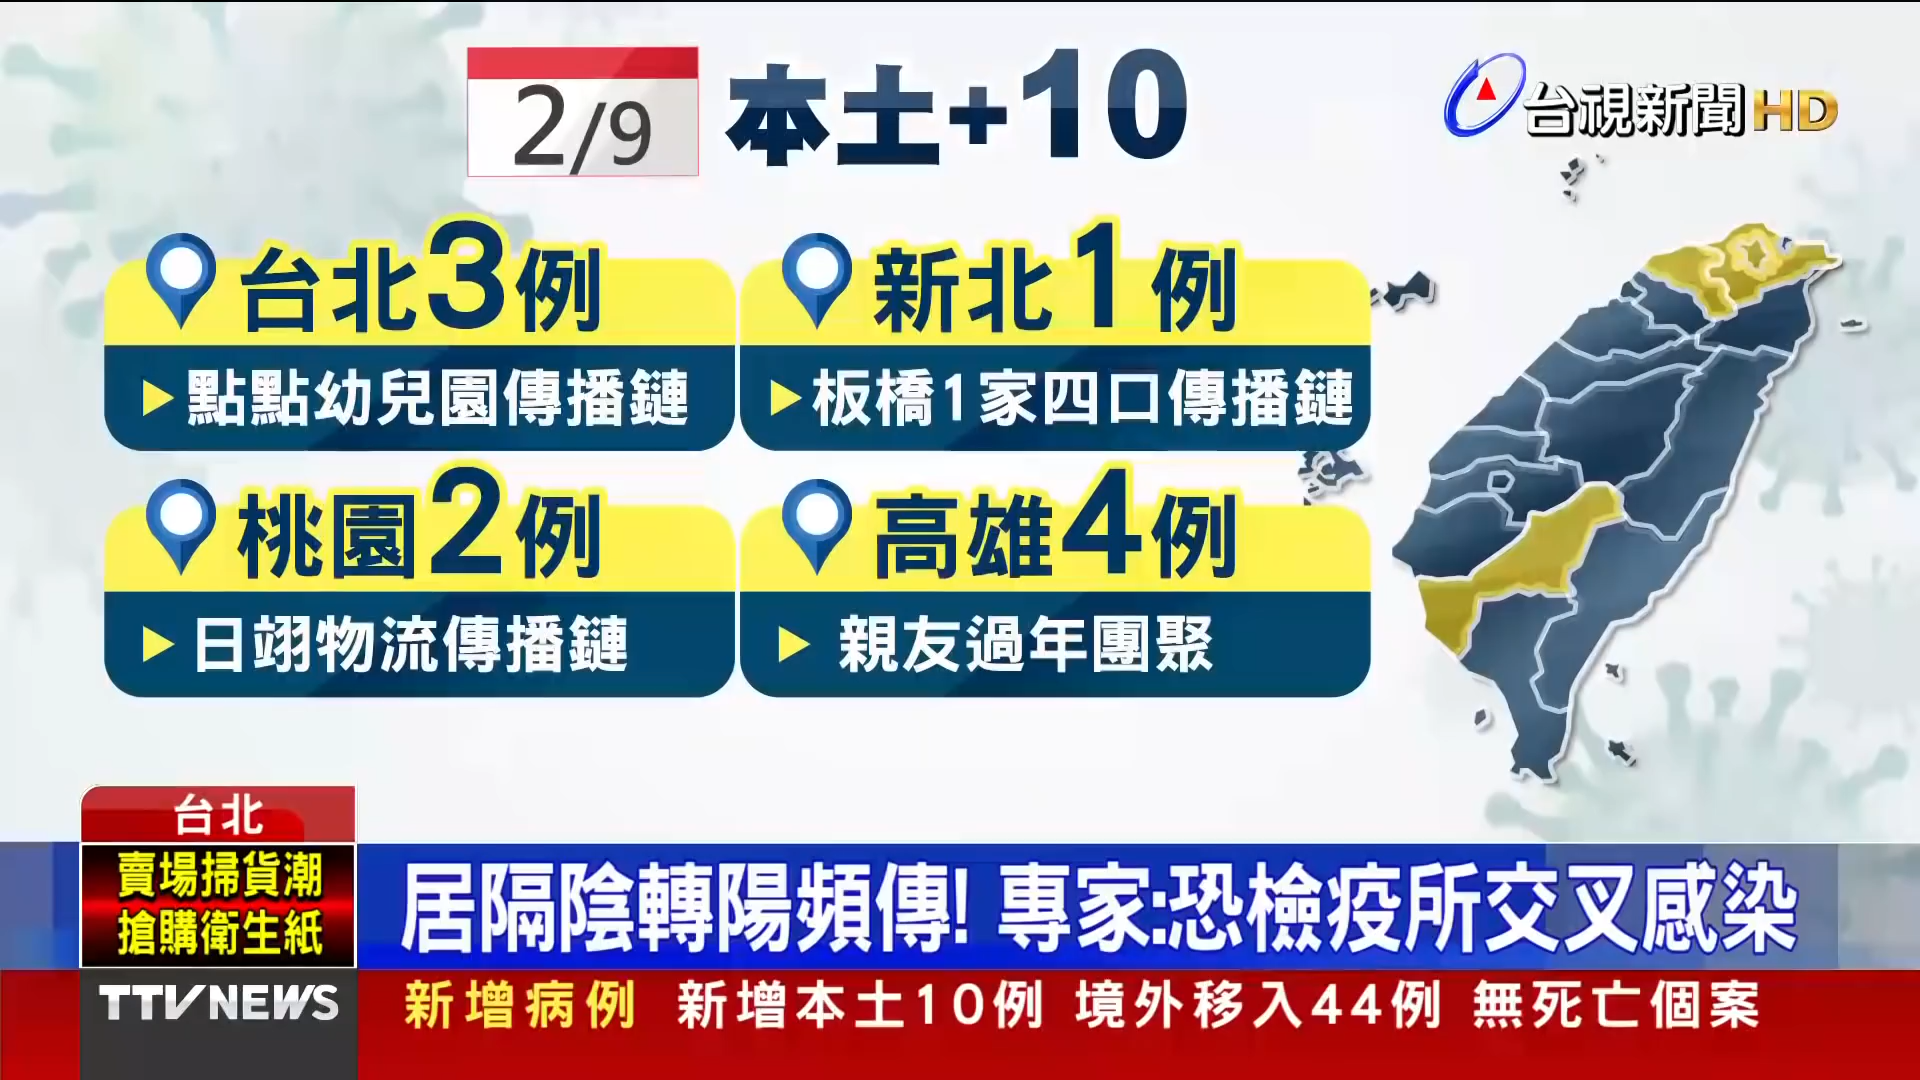 2/9 本土+10
台視新聞HD
台北3例
點點幼兒園傳播鏈
新北1例
板橋1家四口傳播鏈
桃園2例
日翊物流傳播鏈
高雄4例
親友過年團聚
台北
賣場掃貨潮
搶購衛生紙
居隔陰轉陽頻傳! 專家:恐檢疫所交叉感染
TTV NEWS
新增病例 新增本土10例 境外移入44例 無死亡個案